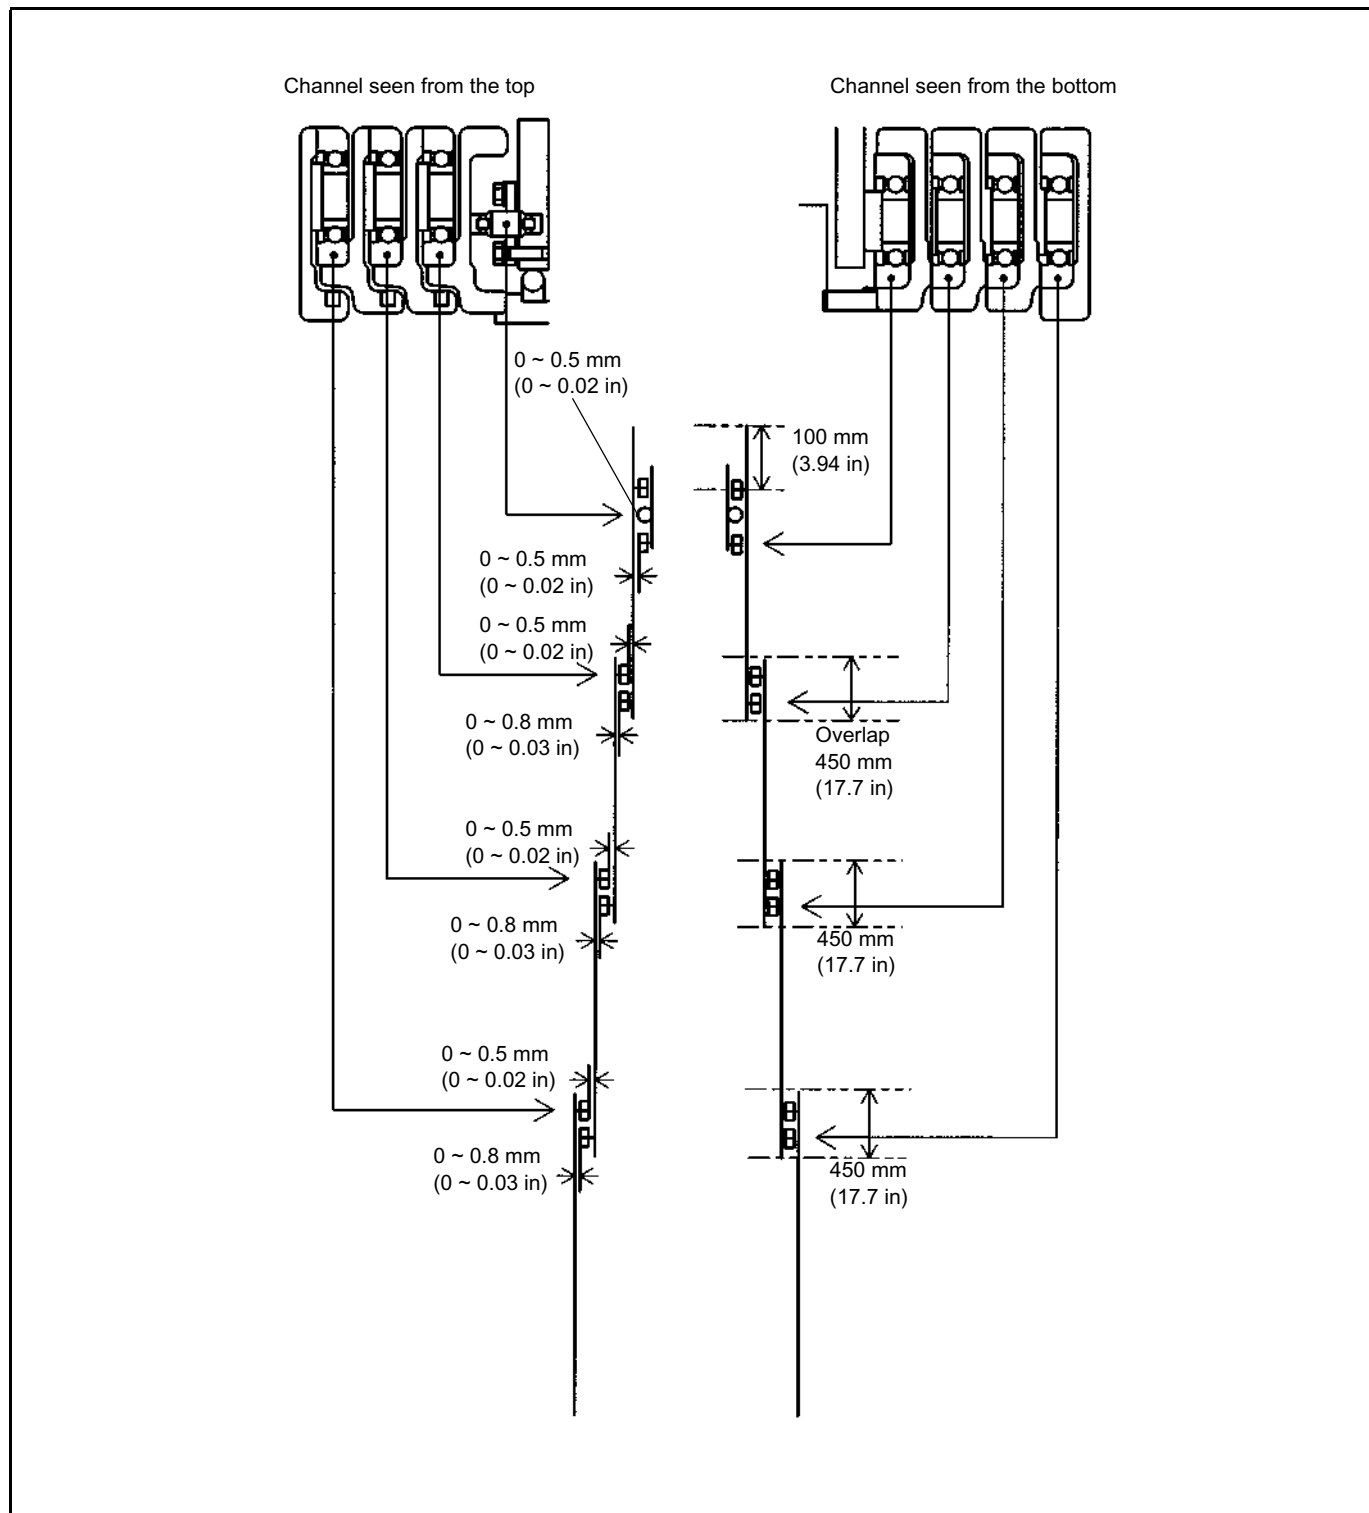 Channel seen from the top
Channel seen from the bottom
0 ~ 0.5 mm
(0 ~ 0.02 in)
100 mm
(3.94 in)
0 ~ 0.5 mm
(0 ~ 0.02 in)
0 ~ 0.5 mm
(0 ~ 0.02 in)
0 ~ 0.8 mm
(0 ~ 0.03 in)
Overlap
450 mm
(17.7 in)
0 ~ 0.5 mm
(0 ~ 0.02 in)
0 ~ 0.8 mm
(0 ~ 0.03 in)
450 mm
(17.7 in)
0 ~ 0.5 mm
(0 ~ 0.02 in)
0 ~ 0.8 mm
(0 ~ 0.03 in)
450 mm
(17.7 in)